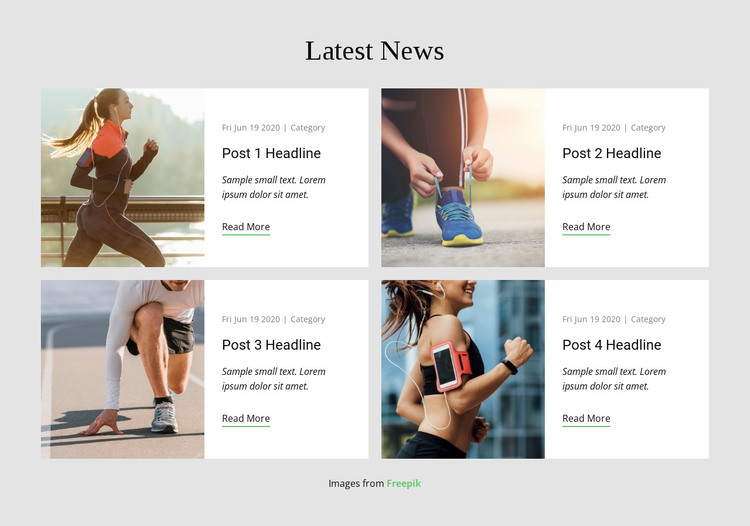 Latest News
Fri Jun 19 2020 | Category
Post 1 Headline
Sample small text. Lorem
ipsum dolor sit amet.
Read More
Fri Jun 19 2020 | Category
Post 2 Headline
Sample small text. Lorem
ipsum dolor sit amet.
Read More
Fri Jun 19 2020 | Category
Post 3 Headline
Sample small text. Lorem
ipsum dolor sit amet.
Read More
Fri Jun 19 2020 | Category
Post 4 Headline
Sample small text. Lorem
ipsum dolor sit amet.
Read More
Images from Freepik